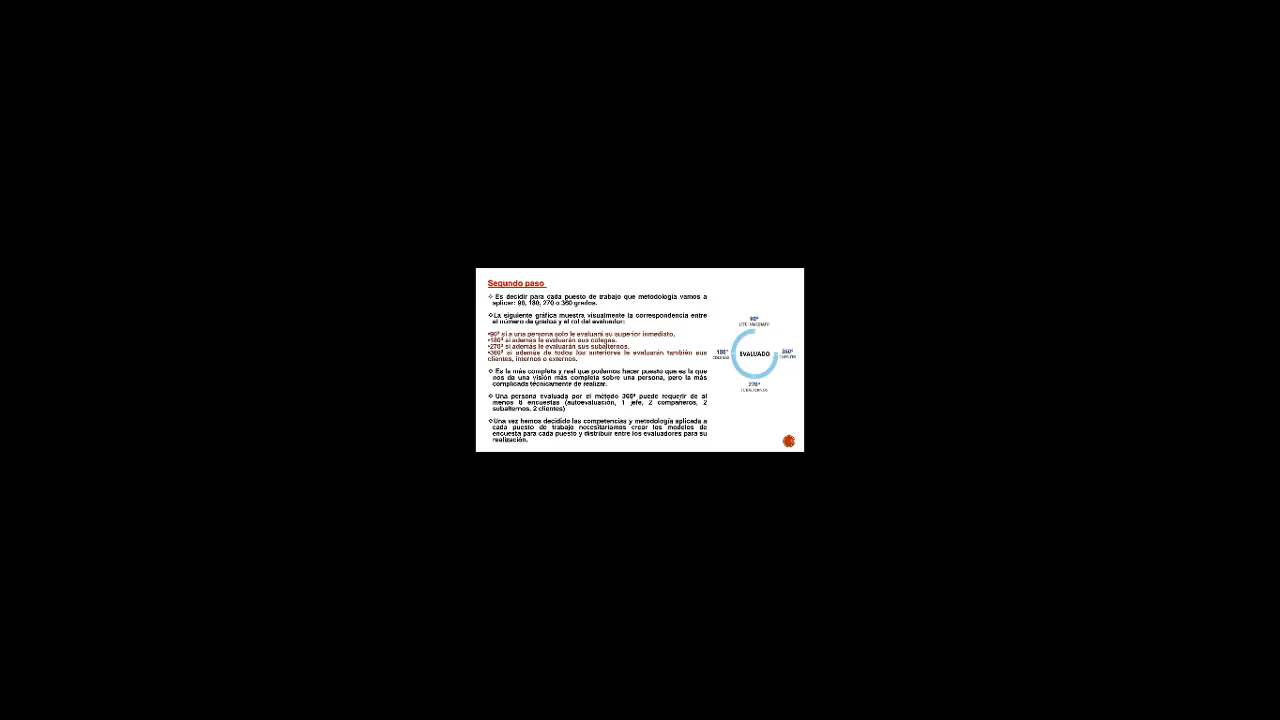 Segundo paso
❖ Es decidir para cada puesto de trabajo que metodología vamos a
aplicar: 90, 180, 270 o 360 grados.
❖La siguiente gráfica muestra visualmente la correspondencia entre
el número de grados y el rol del evaluador:
•90º si a una persona solo le evaluará su superior inmediato.
•180º si además le evaluarán sus colegas.
•270º si además le evaluarán sus subalternos.
•360º si además de todos los anteriores le evaluarán también sus
clientes, internos o externos.
❖ Es la más completa y real que podemos hacer puesto que es la que
nos da una visión más completa sobre una persona, pero la más
complicada técnicamente de realizar.
❖ Una persona evaluada por el método 360º puede requerir de al
menos 8 encuestas (autoevaluación, 1 jefe, 2 compañeros, 2
subalternos, 2 clientes)
❖Una vez hemos decidido las competencias y metodología aplicada a
cada puesto de trabajo necesitaríamos crear los modelos de
encuesta para cada puesto y distribuir entre los evaluadores para su
realización.
90º
JEFE INMEDIATO
180º
COLEGAS
EVALUADO
360º
CLIENTES
270º
SUBALTERNOS